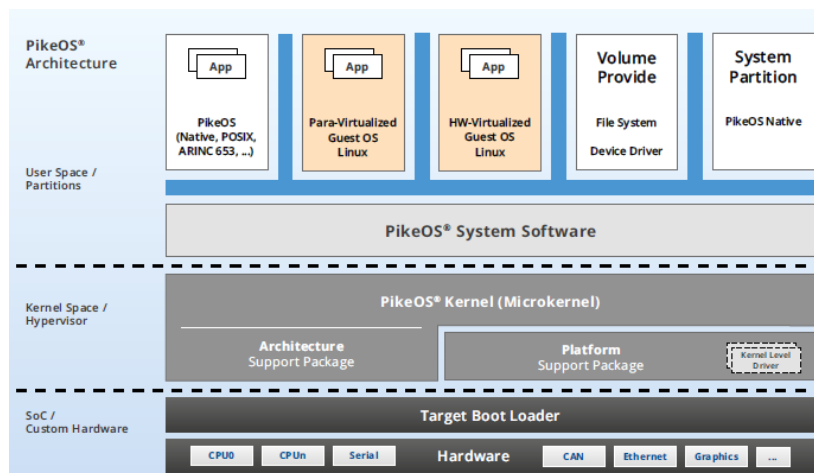 PikeOS®
Architecture
App
PikeOS
(Native, POSIX,
ARINC 653, ...)
App
Para-Virtualized
Guest OS
Linux
App
HW-Virtualized
Guest OS
Linux
Volume
Provide
File System
Device Driver
System
Partition
PikeOS Native
User Space /
Partitions
PikeOS® System Software
Kernel Space /
Hypervisor
PikeOS® Kernel (Microkernel)
Architecture
Support Package
Platform
Support Package
Kernel Level
Driver
SoC /
Custom Hardware
Target Boot Loader
CPU0
CPUn
Serial
Hardware
CAN
Ethernet
Graphics
...